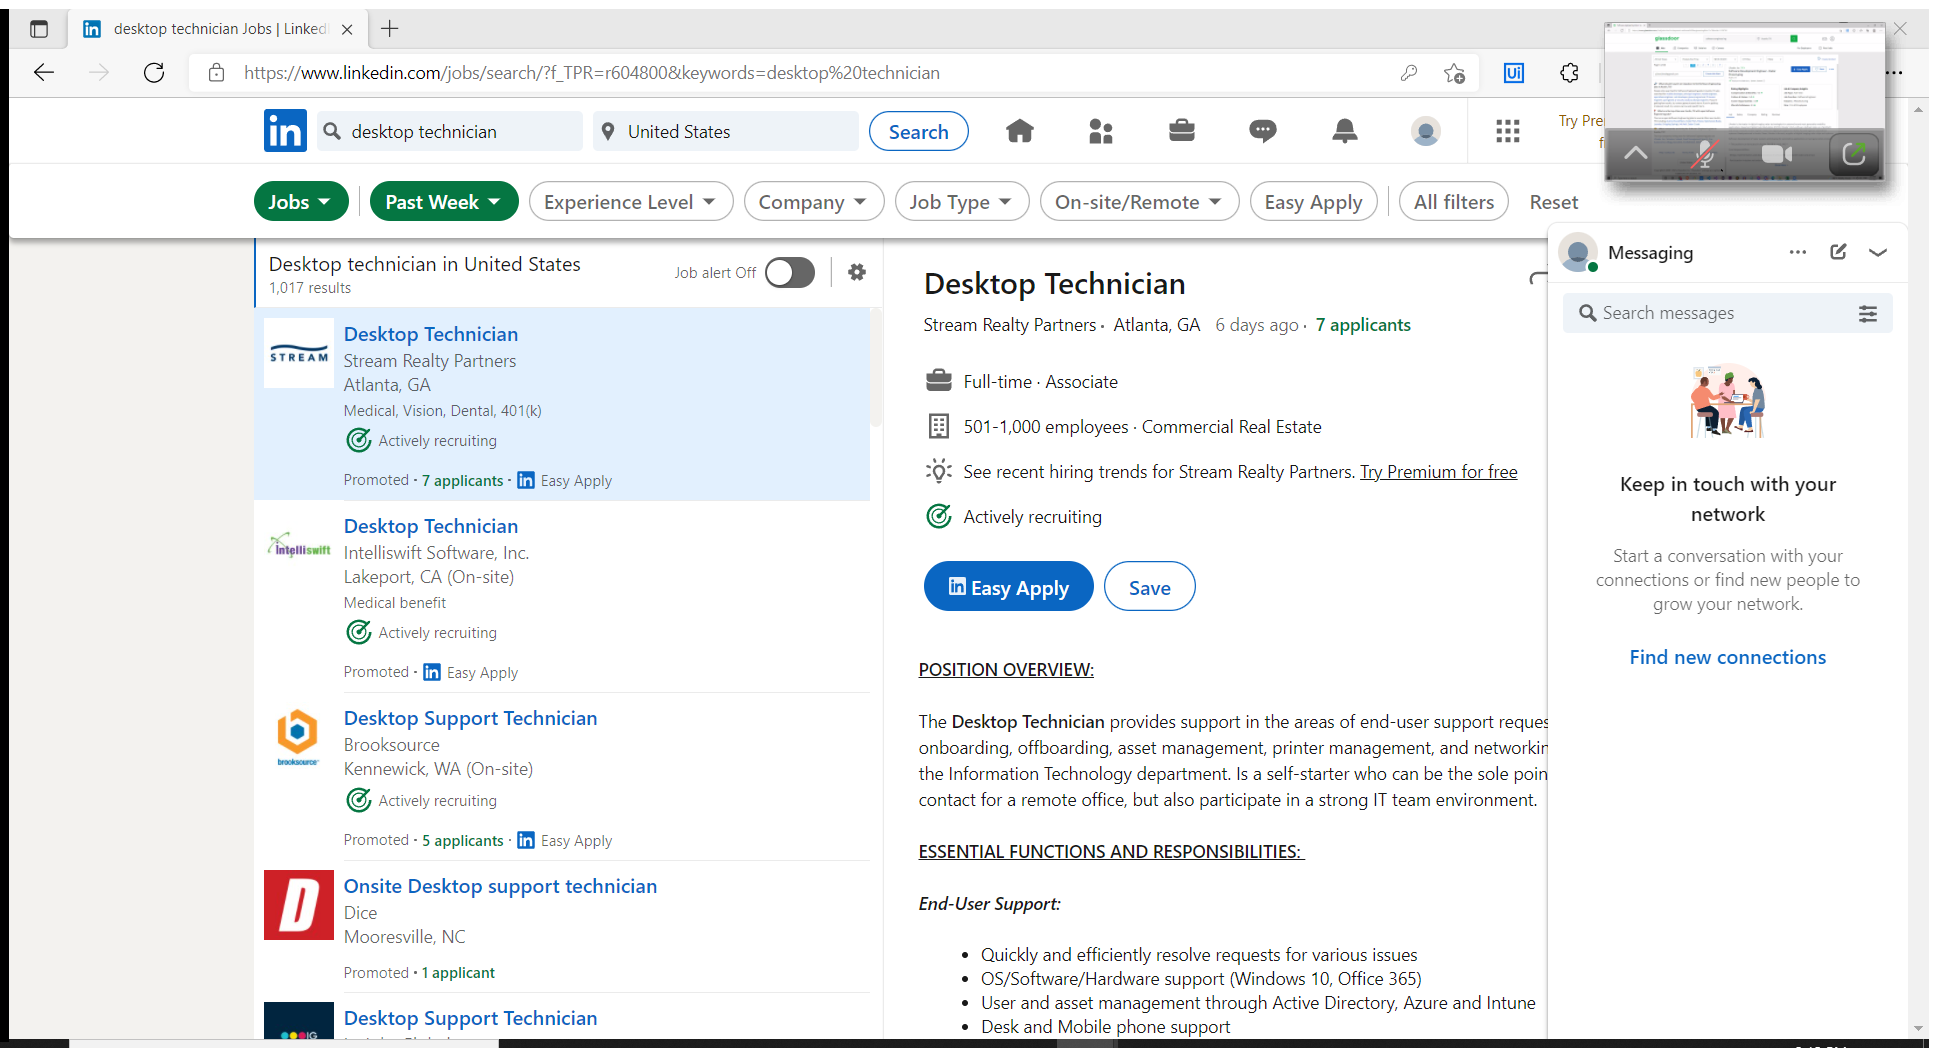 desktop technician Jobs | Linked
https://www.linkedin.com/jobs/search/?f_TPR=r604800&keywords=desktop%20technician
in
desktop technician
United States
Search
Try Pre
f
Jobs
Past Week
Experience Level
Company
Job Type
On-site/Remote
Easy Apply
All filters
Reset
Desktop technician in United States
1,017 results
Job alert Off
STREAM
Desktop Technician
Stream Realty Partners
Atlanta, GA
Medical, Vision, Dental, 401(k)
Actively recruiting
Promoted · 7 applicants · in Easy Apply
Intelliswift
Desktop Technician
Intelliswift Software, Inc.
Lakeport, CA (On-site)
Medical benefit
Actively recruiting
Promoted · in Easy Apply
brooksource
Desktop Support Technician
Brooksource
Kennewick, WA (On-site)
Actively recruiting
Promoted · 5 applicants · in Easy Apply
D
Onsite Desktop support technician
Dice
Mooresville, NC
Promoted · 1 applicant
IG
Desktop Support Technician
Desktop Technician
Stream Realty Partners · Atlanta, GA 6 days ago · 7 applicants
Full-time · Associate
501-1,000 employees · Commercial Real Estate
See recent hiring trends for Stream Realty Partners. Try Premium for free
Actively recruiting
in Easy Apply
Save
POSITION OVERVIEW:
The Desktop Technician provides support in the areas of end-user support reques
onboarding, offboarding, asset management, printer management, and networkin
the Information Technology department. Is a self-starter who can be the sole poin
contact for a remote office, but also participate in a strong IT team environment.
ESSENTIAL FUNCTIONS AND RESPONSIBILITIES:
End-User Support:
• Quickly and efficiently resolve requests for various issues
• OS/Software/Hardware support (Windows 10, Office 365)
• User and asset management through Active Directory, Azure and Intune
• Desk and Mobile phone support
Ui
Messaging
Search messages
Keep in touch with your
network
Start a conversation with your
connections or find new people to
grow your network.
Find new connections